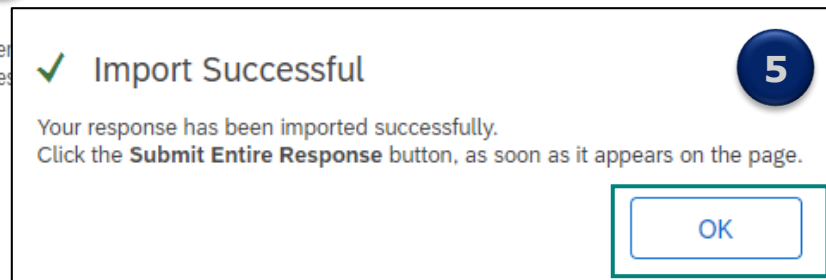 Import Successful
5
Your response has been imported successfully.
Click the Submit Entire Response button, as soon as it appears on the page.
OK